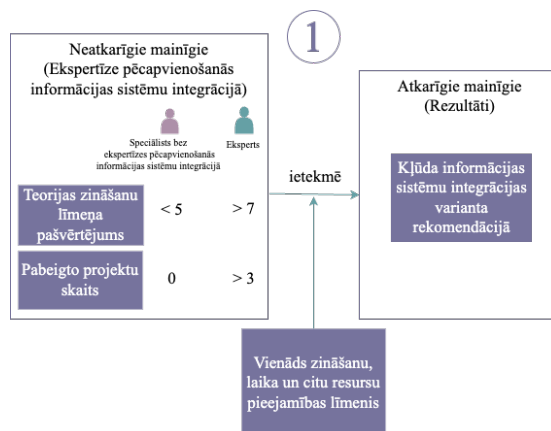 1
Neatkarīgie mainīgie
(Ekspertīze pēcapvienošanās
informācijas sistēmu integrācijā)
Speciālists bez
ekspertīzes pēcapvienošanās
informācijas sistēmu integrācijā
Eksperts
Teorijas zināšanu
līmeņa
pašvērtējums
< 5
> 7
Pabeigto projektu
skaits
0
> 3
ietekmē
Atkarīgie mainīgie
(Rezultāti)
Kļūda informācijas
sistēmu integrācijas
varianta
rekomendācijā
Vienāds zināšanu,
laika un citu resursu
pieejamības līmenis